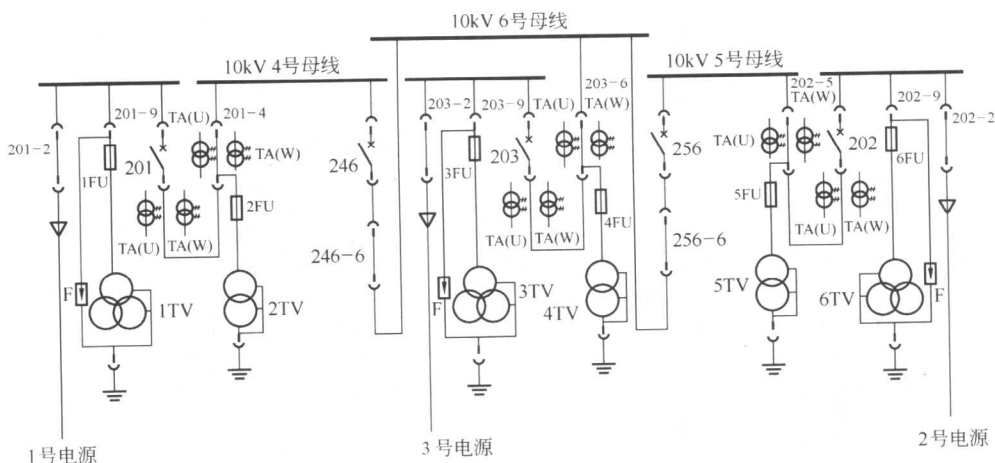 10kV 6号母线
10kV 4号母线
10kV 5号母线
201-9
TA(U)
201-4
203-2
203-9
TA(U)
203-6
TA(W)
202-5
TA(W)
202-9
202-2
201-2
201
TA(W)
246
203
256
TA(U)
202
6FU
1FU
2FU
3FU
4FU
5FU
TA(U)
TA(W)
246-6
TA(U)
TA(W)
256-6
TA(U)
TA(W)
F
1TV
2TV
F
3TV
4TV
5TV
6TV
F
1号电源
3号电源
2号电源